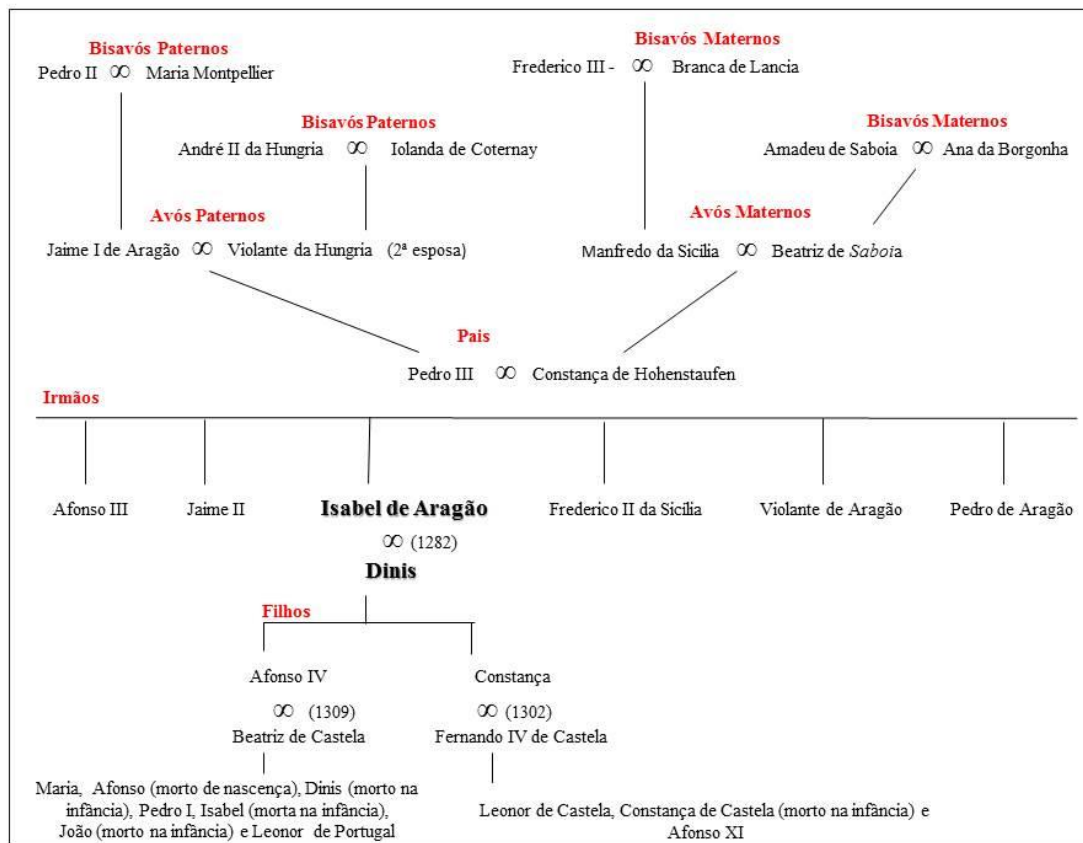 Bisavós Paternos
Pedro II ∞ Maria Montpellier
Bisavós Maternos
Frederico III - ∞ Branca de Lancia
Bisavós Paternos
André II da Hungria ∞ Iolanda de Coternay
Bisavós Maternos
Amadeu de Saboia ∞ Ana da Borgonha
Avós Paternos
Jaime I de Aragão ∞ Violante da Hungria (2ª esposa)
Avós Maternos
Manfredo da Sicília ∞ Beatriz de Saboia
Pais
Pedro III ∞ Constança de Hohenstaufen
Irmãos
Afonso III Jaime II Isabel de Aragão Frederico II da Sicília Violante de Aragão Pedro de Aragão
∞ (1282)
Dinis
Filhos
Afonso IV Constança
∞ (1309) ∞ (1302)
Beatriz de Castela Fernando IV de Castela
Maria, Afonso (morto de nascença), Dinis (morto na
infância), Pedro I, Isabel (morta na infância),
João (morto na infância) e Leonor de Portugal
Leonor de Castela, Constança de Castela (morto na infância) e
Afonso XI